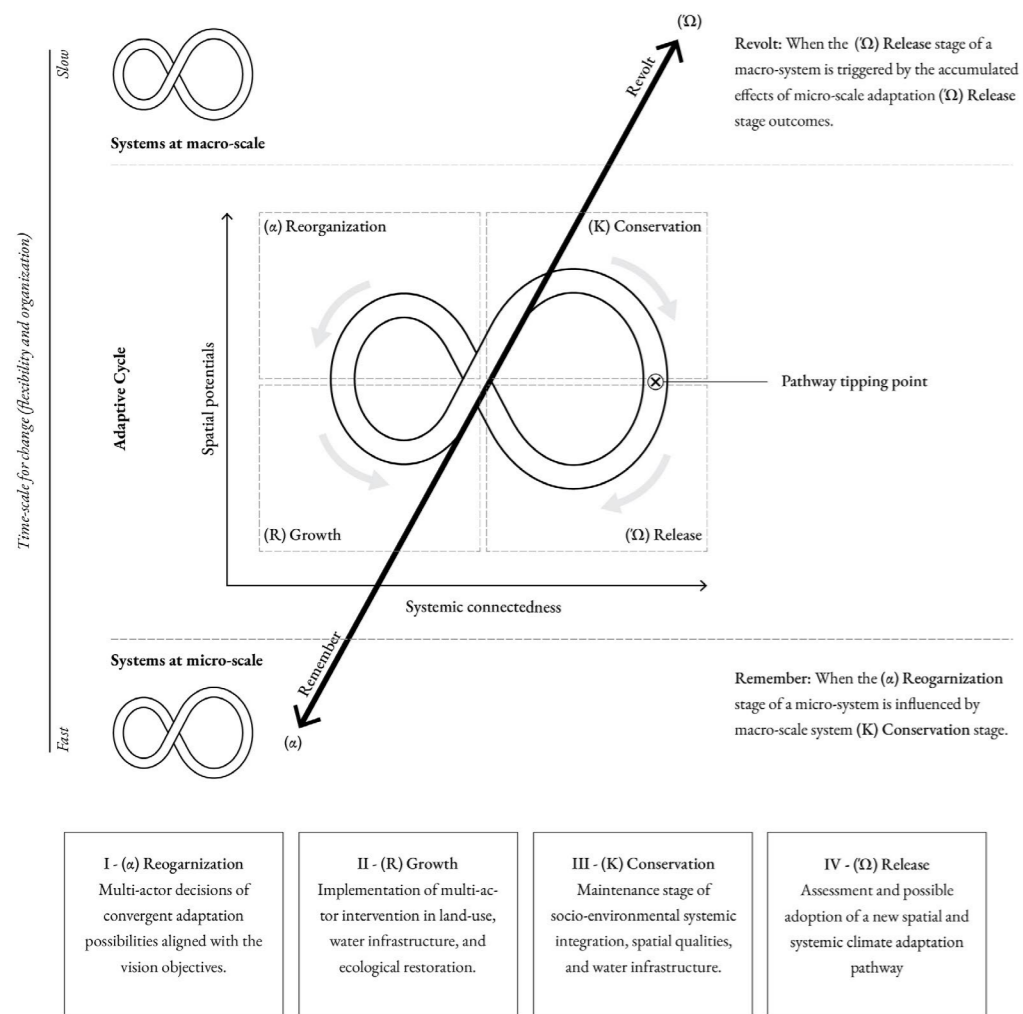 (Ώ)
Revolt
Revolt: When the (Ώ) Release stage of a
macro-system is triggered by the accumulated
effects of micro-scale adaptation (Ώ) Release
stage outcomes.
Slow
Systems at macro-scale
Time-scale for change (flexibility and organization)
Adaptive Cycle
Spatial potentials
(α) Reorganization
(K) Conservation
Pathway tipping point
(R) Growth
(Ώ) Release
Systemic connectedness
Remember
Systems at micro-scale
(α)
Fast
Remember: When the (α) Reogarnization
stage of a micro-system is influenced by
macro-scale system (K) Conservation stage.
I - (α) Reogarnization
Multi-actor decisions of
convergent adaptation
possibilities aligned with the
vision objectives.
II - (R) Growth
Implementation of multi-ac-
tor intervention in land-use,
water infrastructure, and
ecological restoration.
III - (K) Conservation
Maintenance stage of
socio-environmental systemic
integration, spatial qualities,
and water infrastructure.
IV - (Ώ) Release
Assessment and possible
adoption of a new spatial and
systemic climate adaptation
pathway